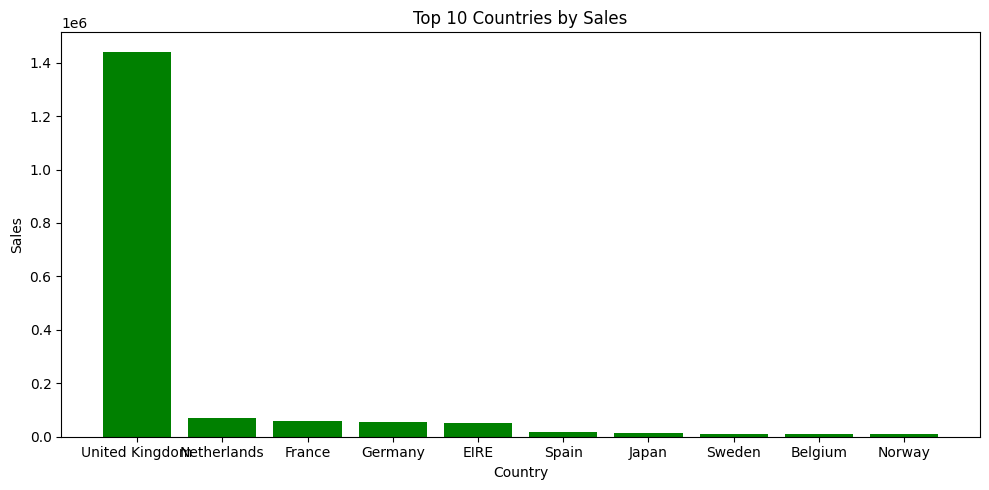 Top 10 Countries by Sales
1e6
1.4
1.2
1.0
0.8
0.6
0.4
0.2
0.0
Sales
United Kingdom Netherlands France Germany EIRE Spain Japan Sweden Belgium Norway
Country